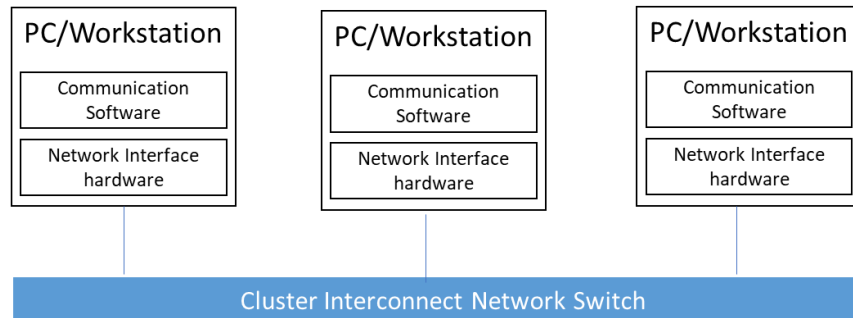 PC/Workstation
Communication
Software
Network Interface
hardware
PC/Workstation
Communication
Software
Network Interface
hardware
PC/Workstation
Communication
Software
Network Interface
hardware
Cluster Interconnect Network Switch